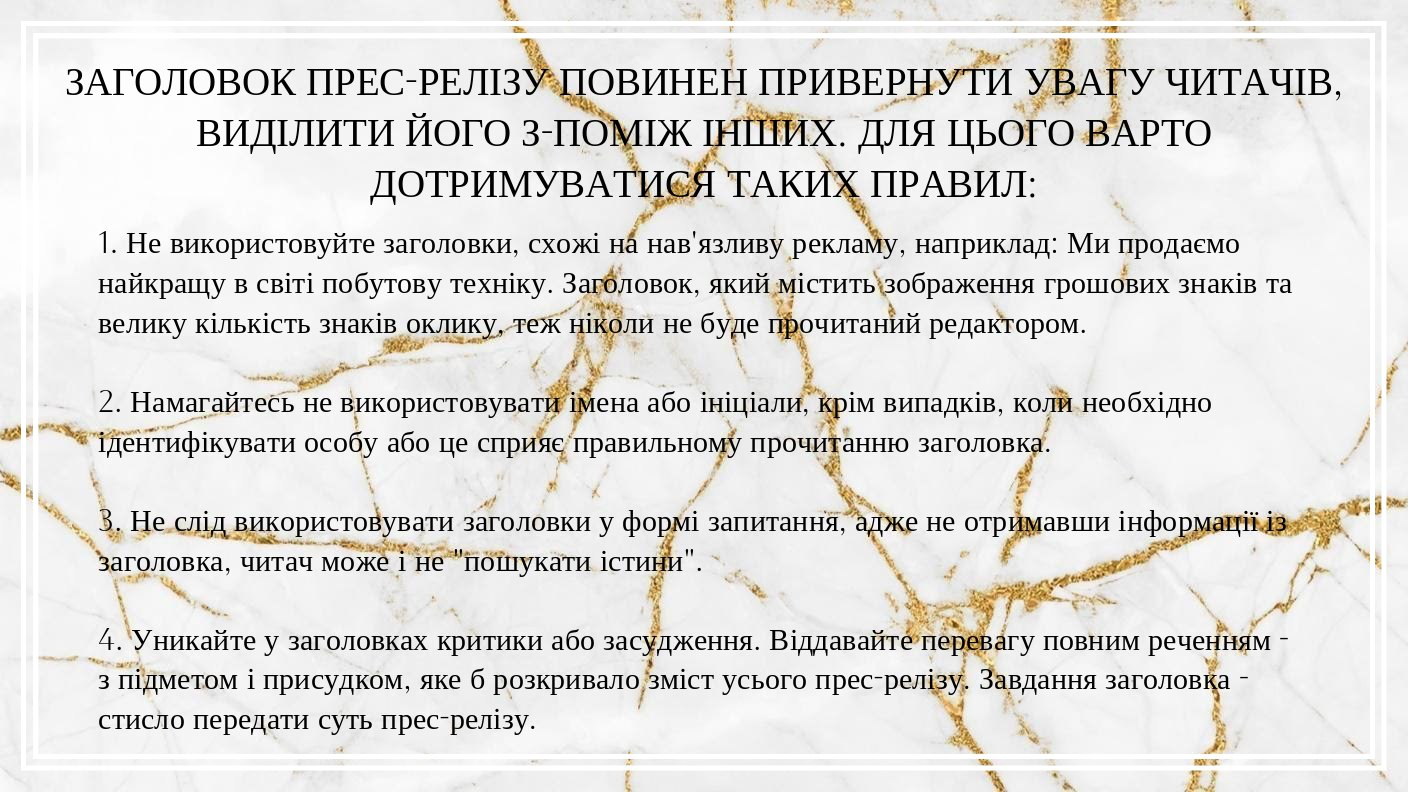 ЗАГОЛОВОК ПРЕС-РЕЛІЗУ ПОВИНЕН ПРИВЕРНУТИ УВАГУ ЧИТАЧІВ,
ВИДІЛИТИ ЙОГО З-ПОМІЖ ІНШИХ. ДЛЯ ЦЬОГО ВАРТО
ДОТРИМУВАТИСЯ ТАКИХ ПРАВИЛ:
1. Не використовуйте заголовки, схожі на нав'язливу рекламу, наприклад: Ми продаємо
найкращу в світі побутову техніку. Заголовок, який містить зображення грошових знаків та
велику кількість знаків оклику, теж ніколи не буде прочитаний редактором.
2. Намагайтесь не використовувати імена або ініціали, крім випадків, коли необхідно
ідентифікувати особу або це сприяє правильному прочитанню заголовка.
3. Не слід використовувати заголовки у формі запитання, адже не отримавши інформації із
заголовка, читач може і не "пошукати істини".
4. Уникайте у заголовках критики або засудження. Віддавайте перевагу повним реченням -
з підметом і присудком, яке б розкривало зміст усього прес-релізу. Завдання заголовка -
стисло передати суть прес-релізу.